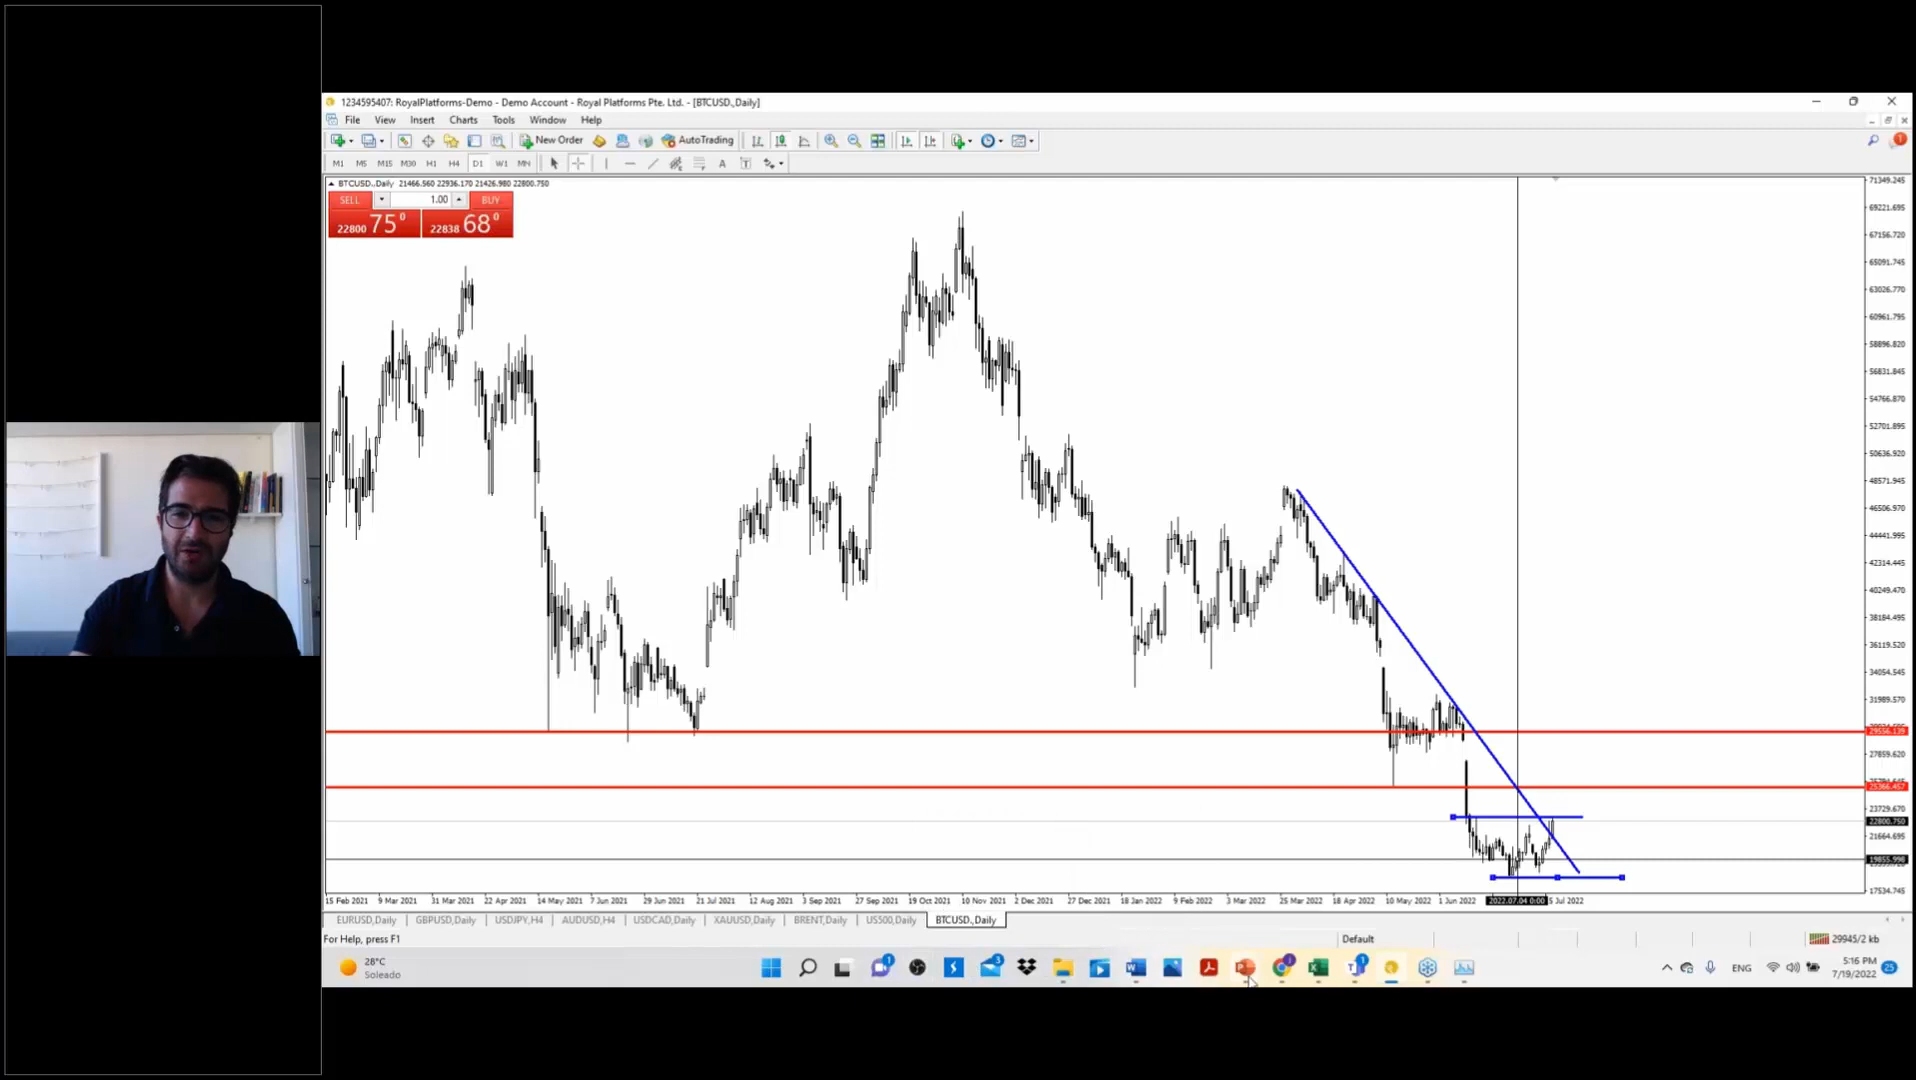 1234595407: RoyalPlatforms-Demo - Demo Account - Royal Platforms Pte. Ltd. - [BTCUSD.,Daily]
File View Insert Charts Tools Window Help
New Order AutoTrading 1
M1 M5 M15 M30 H1 H4 D1 W1 MN A T
BTCUSD.,Daily 21466.560 22936.170 21426.980 22800.750
SELL 1.00 BUY
22800 75 0 22838 68 0
71349.245
69221.695
67156.720
65091.745
63026.770
60961.795
58896.820
56831.845
54766.870
52701.895
50636.920
48571.945
46506.970
44441.995
42314.445
40249.470
38184.495
36119.520
34054.545
31989.570
29556.139
27859.620
25366.457
23729.670
22800.750
21664.695
19855.998
17534.745
15 Feb 2021 9 Mar 2021 31 Mar 2021 22 Apr 2021 14 May 2021 7 Jun 2021 29 Jun 2021 21 Jul 2021 12 Aug 2021 3 Sep 2021 27 Sep 2021 19 Oct 2021 10 Nov 2021 2 Dec 2021 27 Dec 2021 18 Jan 2022 9 Feb 2022 3 Mar 2022 25 Mar 2022 18 Apr 2022 10 May 2022 1 Jun 2022 2022.07.04 0:00 5 Jul 2022
EURUSD,Daily GBPUSD,Daily USDJPY,H4 AUDUSD,H4 USDCAD,Daily XAUUSD,Daily BRENT,Daily US500,Daily BTCUSD.,Daily
For Help, press F1 Default 29945/2 kb
28°C
Soleado
1 3 1 ENG
5:16 PM
7/19/2022 25